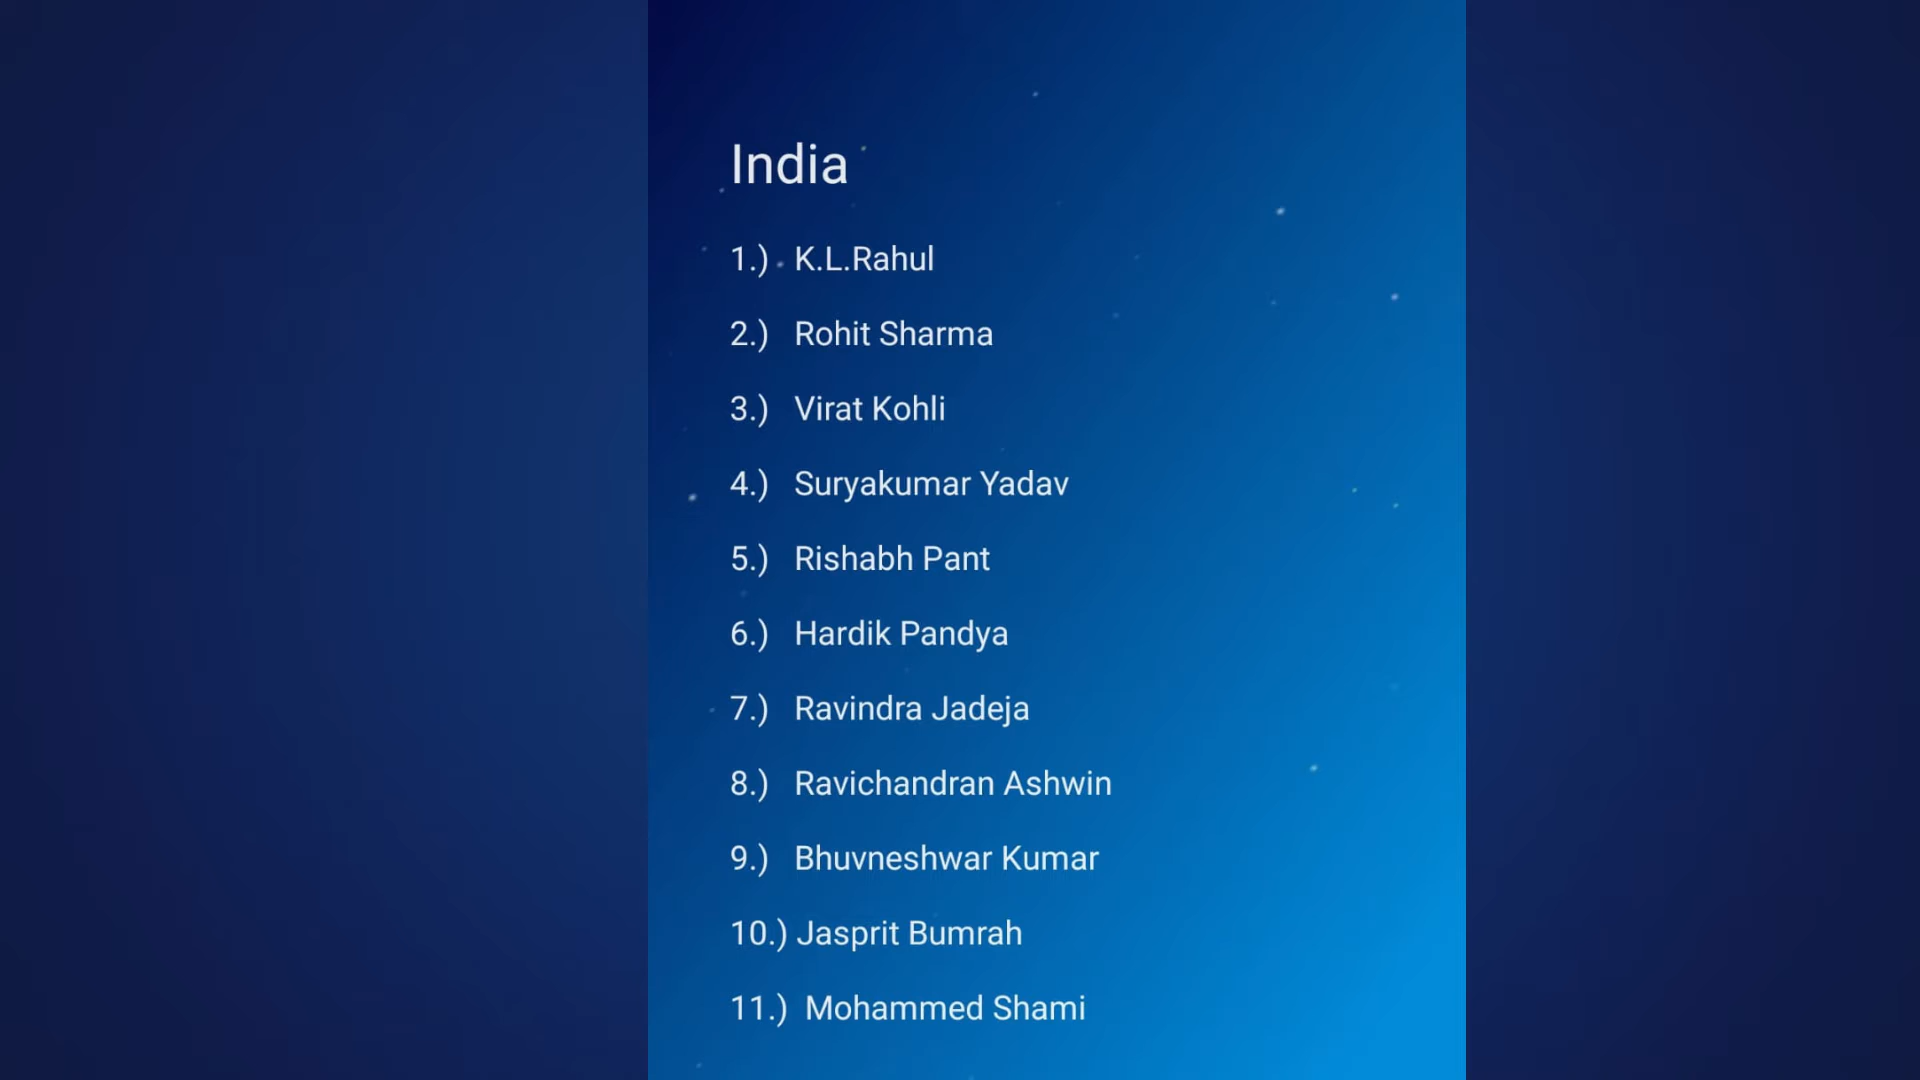 India
1.) K.L.Rahul
2.) Rohit Sharma
3.) Virat Kohli
4.) Suryakumar Yadav
5.) Rishabh Pant
6.) Hardik Pandya
7.) Ravindra Jadeja
8.) Ravichandran Ashwin
9.) Bhuvneshwar Kumar
10.) Jasprit Bumrah
11.) Mohammed Shami